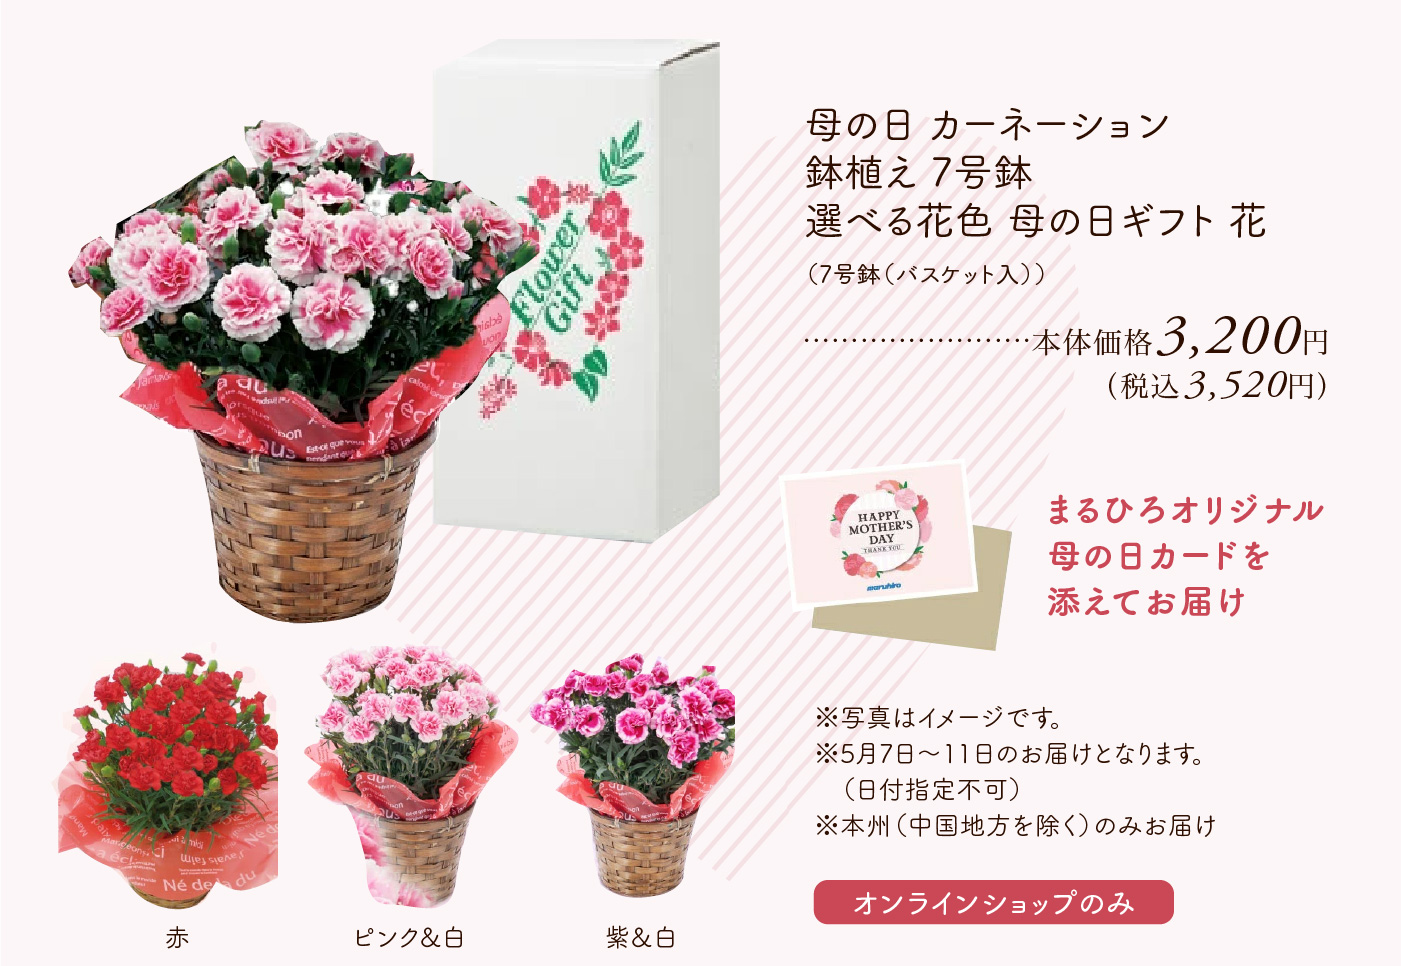 母の日 カーネーション
鉢植え 7号鉢
選べる花色 母の日ギフト 花
（7号鉢（バスケット入））
……………………本体価格3,200円
（税込3,520円）
Flower
Gift
HAPPY
MOTHER'S
DAY
THANK YOU
maruhiro
まるひろオリジナル
母の日カードを
添えてお届け
※写真はイメージです。
※5月7日～11日のお届けとなります。
（日付指定不可）
※本州（中国地方を除く）のみお届け
オンラインショップのみ
Né de
du
赤
ピンク&白
紫&白